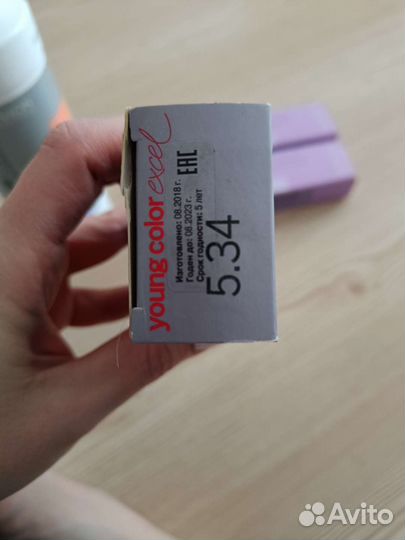 young color excel
EAC
Изготовлено: 08.2018 г.
Годен до: 08.2023 г.
Срок годности: 5 лет
5.34
Avito